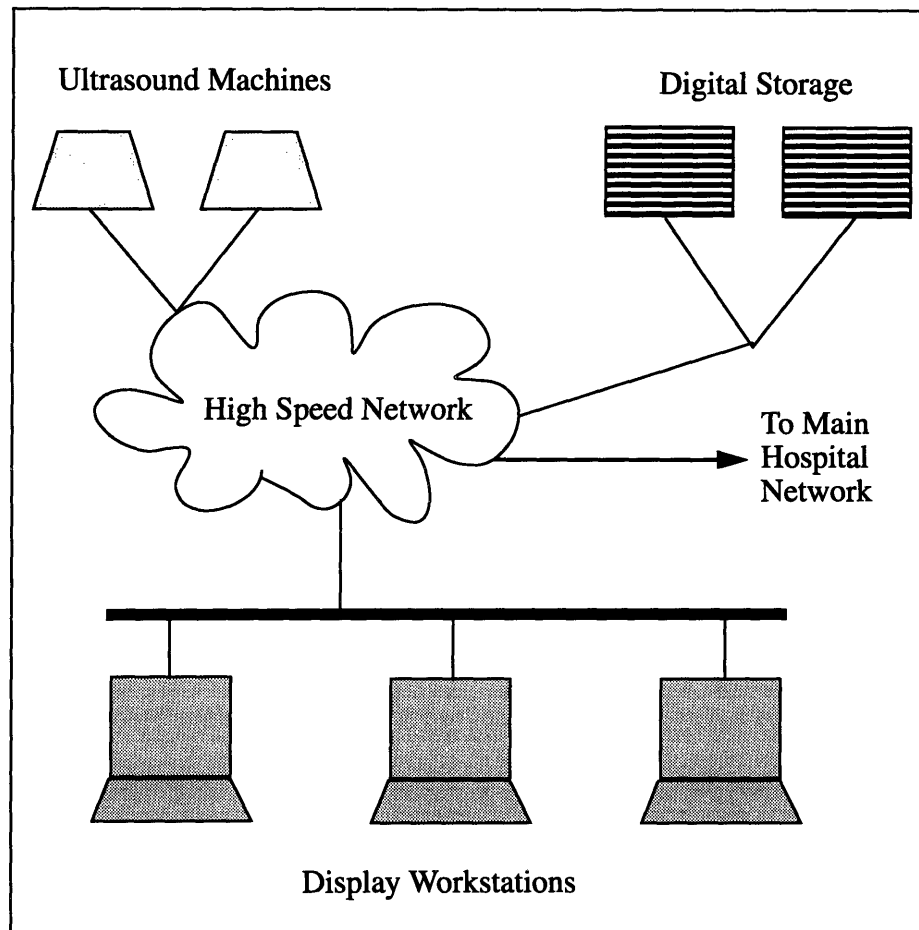 Ultrasound Machines
Digital Storage
High Speed Network
To Main
Hospital
Network
Display Workstations